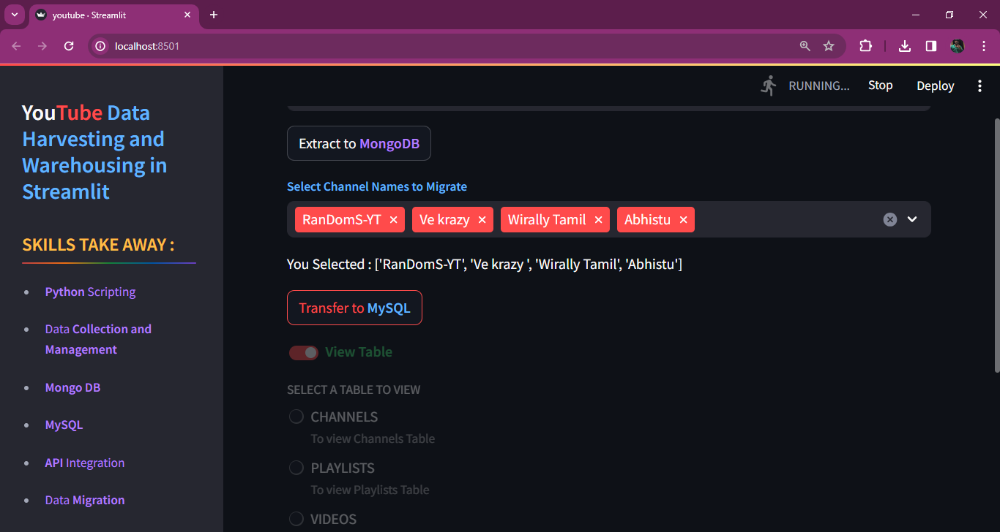 youtube · Streamlit
localhost:8501
RUNNING...
Stop
Deploy
YouTube Data
Harvesting and
Warehousing in
Streamlit
SKILLS TAKE AWAY :
Python Scripting
Data Collection and
Management
Mongo DB
MySQL
API Integration
Data Migration
Extract to MongoDB
Select Channel Names to Migrate
RanDomS-YT Ve krazy Wirally Tamil Abhistu
You Selected : ['RanDomS-YT', 'Ve krazy ', 'Wirally Tamil', 'Abhistu']
Transfer to MySQL
View Table
SELECT A TABLE TO VIEW
CHANNELS
To view Channels Table
PLAYLISTS
To view Playlists Table
VIDEOS